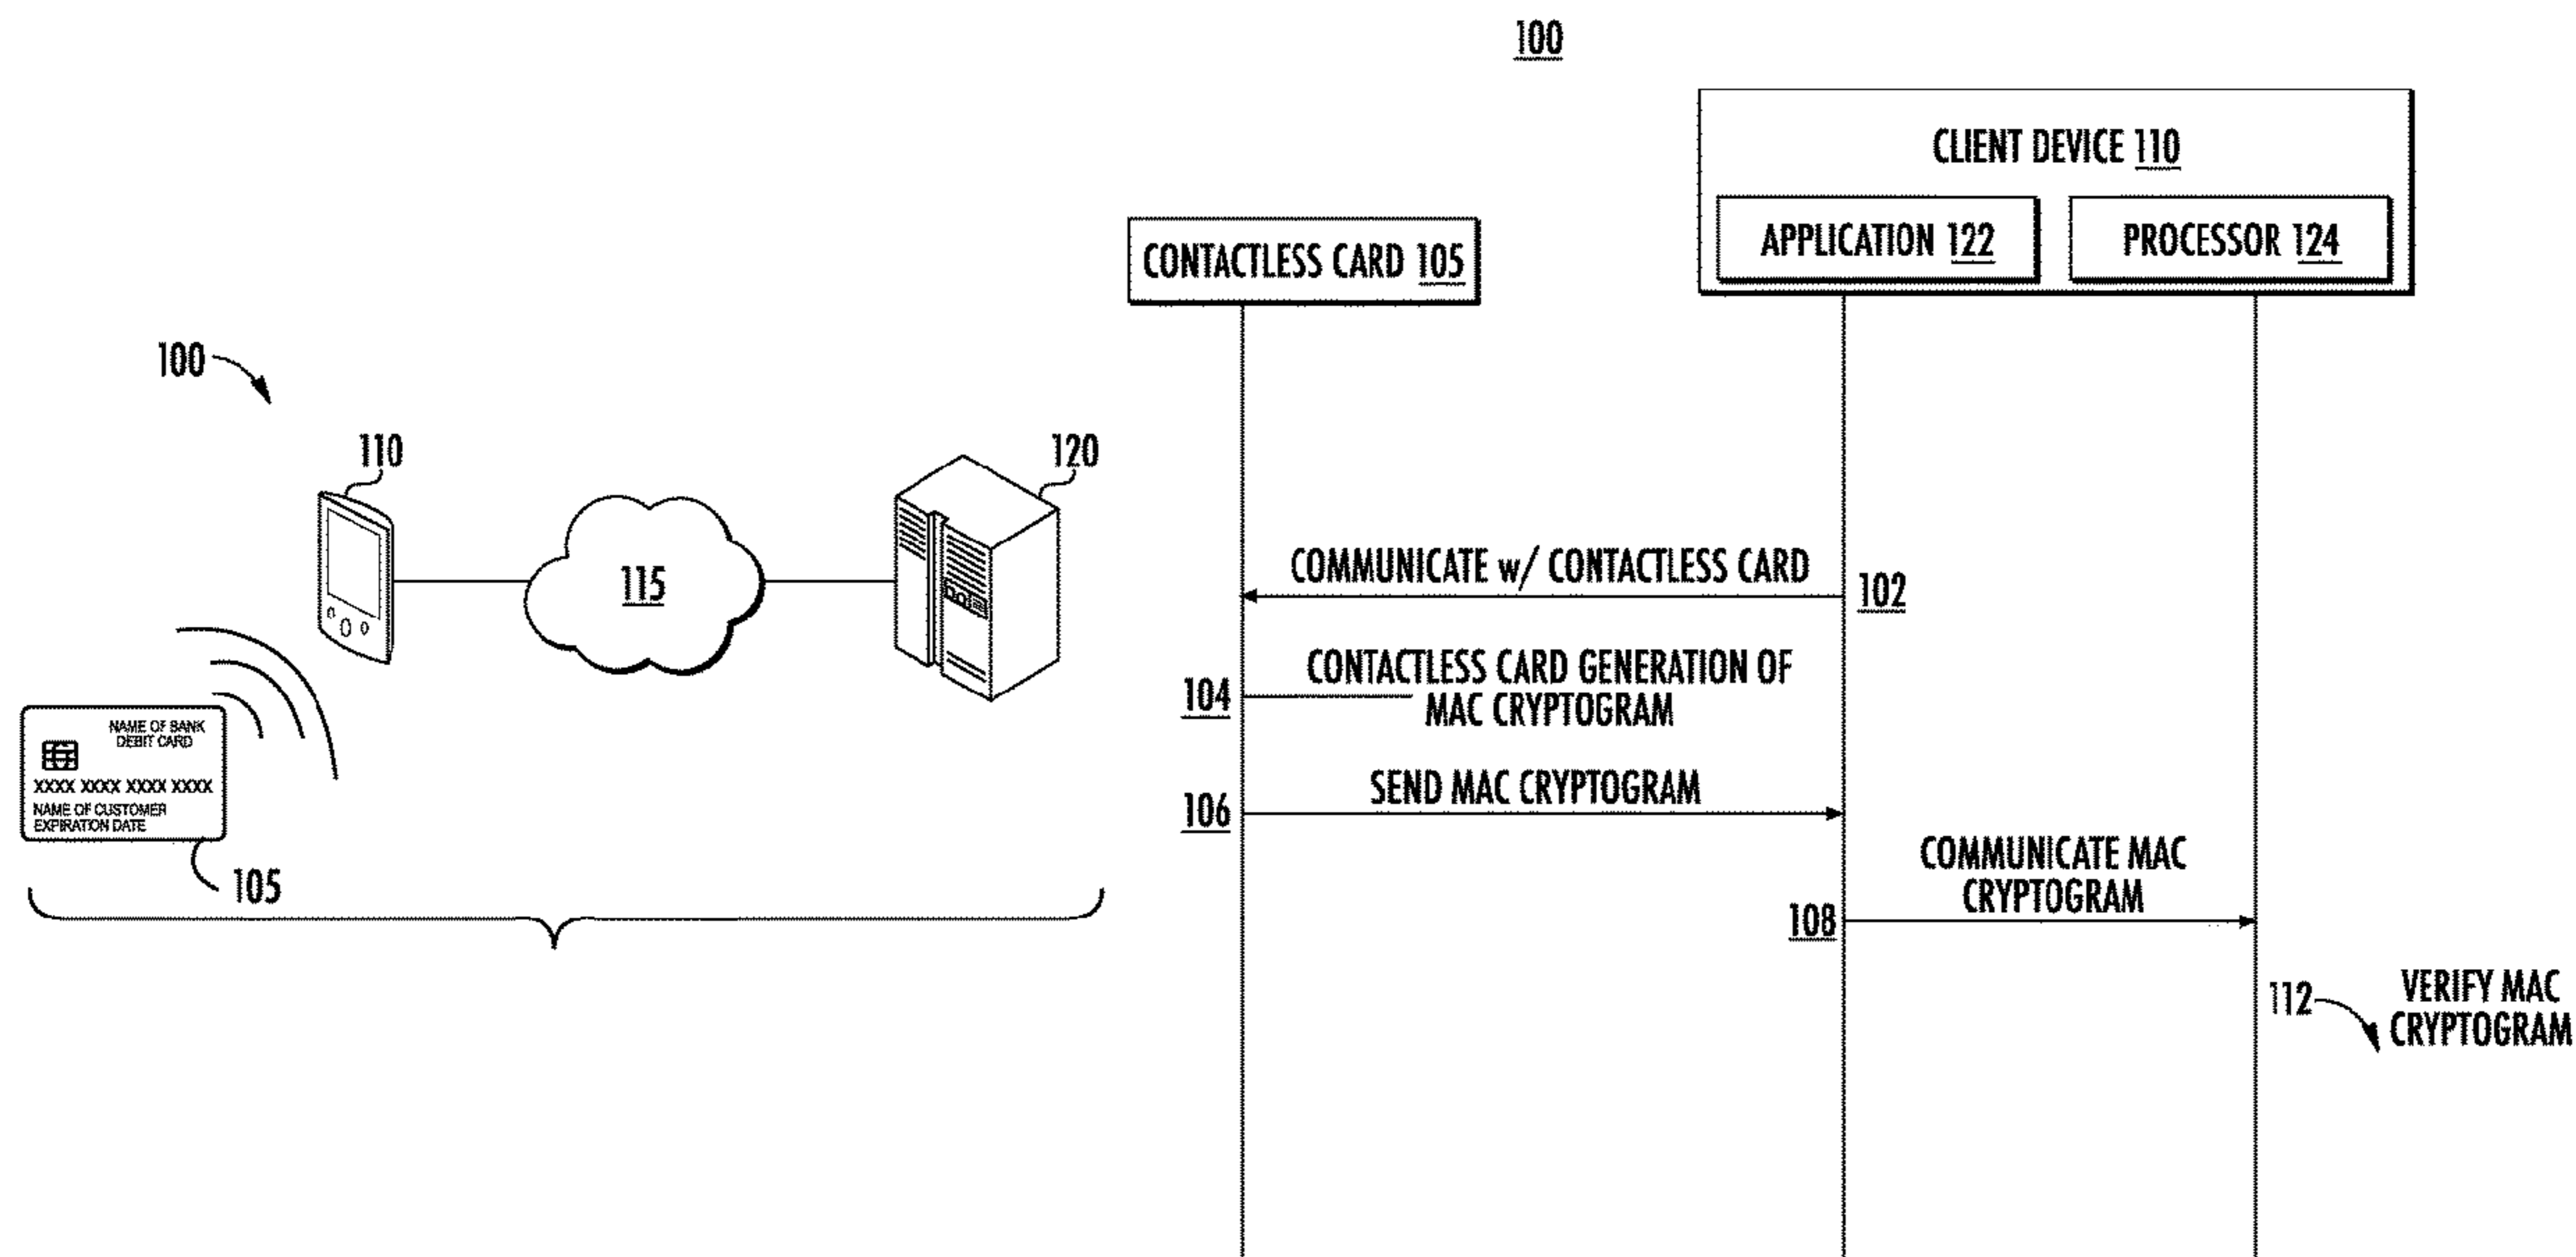 100
110
120
115
NAME OF BANK
DEBIT CARD
XXXX XXXX XXXX XXXX
NAME OF CUSTOMER
EXPIRATION DATE
105
100
CLIENT DEVICE 110
APPLICATION 122
PROCESSOR 124
CONTACTLESS CARD 105
COMMUNICATE w/ CONTACTLESS CARD
102
CONTACTLESS CARD GENERATION OF
MAC CRYPTOGRAM
104
SEND MAC CRYPTOGRAM
106
COMMUNICATE MAC
CRYPTOGRAM
108
112
VERIFY MAC
CRYPTOGRAM